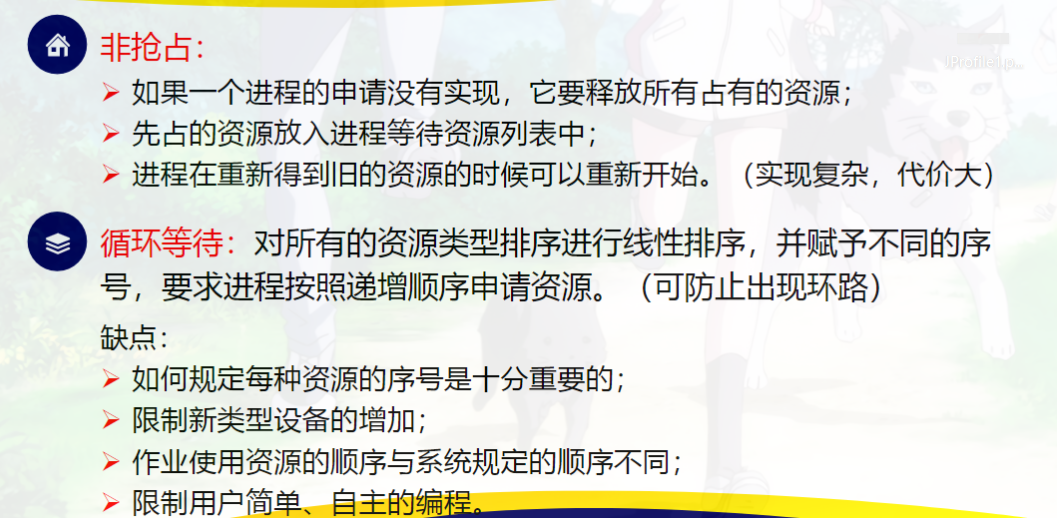 非抢占：
如果一个进程的申请没有实现，它要释放所有占有的资源；
先占的资源放入进程等待资源列表中；
进程在重新得到旧的资源的时候可以重新开始。（实现复杂，代价大）
循环等待：对所有的资源类型排序进行线性排序，并赋予不同的序
号，要求进程按照递增顺序申请资源。（可防止出现环路）
缺点：
如何规定每种资源的序号是十分重要的；
限制新类型设备的增加；
作业使用资源的顺序与系统规定的顺序不同；
限制用户简单、自主的编程。